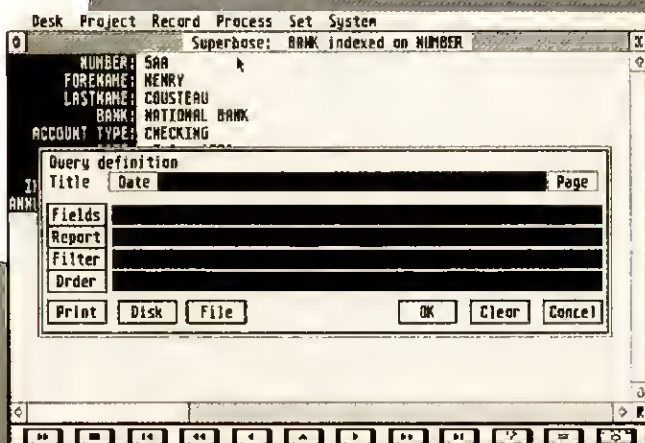 Desk Project Record Process Set System
Superbase: BANK indexed on NUMBER
NUMBER: 5AA
FORENAME: HENRY
LASTNAME: COUSTEAU
BANK: NATIONAL BANK
ACCOUNT TYPE: CHECKING
Query definition
Title Date Page
Fields
Report
Filter
Order
Print Disk File OK Clear Cancel